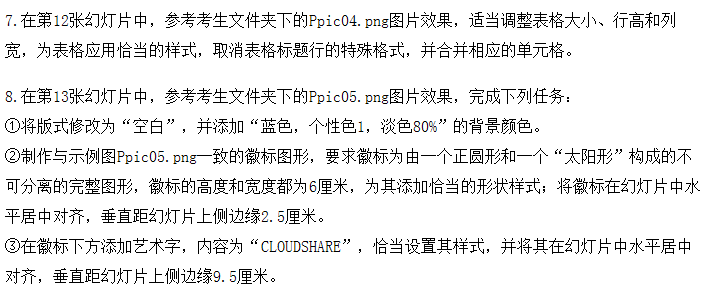 7.在第12张幻灯片中，参考考生文件夹下的Ppic04.png图片效果，适当调整表格大小、行高和列
宽，为表格应用恰当的样式，取消表格标题行的特殊格式，并合并相应的单元格。
8.在第13张幻灯片中，参考考生文件夹下的Ppic05.png图片效果，完成下列任务：
①将版式修改为“空白”，并添加“蓝色，个性色1，淡色80%”的背景颜色。
②制作与示例图Ppic05.png一致的徽标图形，要求徽标为由一个正圆形和一个“太阳形”构成的不
可分离的完整图形，徽标的高度和宽度都为6厘米，为其添加恰当的形状样式；将徽标在幻灯片中水
平居中对齐，垂直距幻灯片上侧边缘2.5厘米。
③在徽标下方添加艺术字，内容为“CLOUDSHARE”，恰当设置其样式，并将其在幻灯片中水平居中
对齐，垂直距幻灯片上侧边缘9.5厘米。